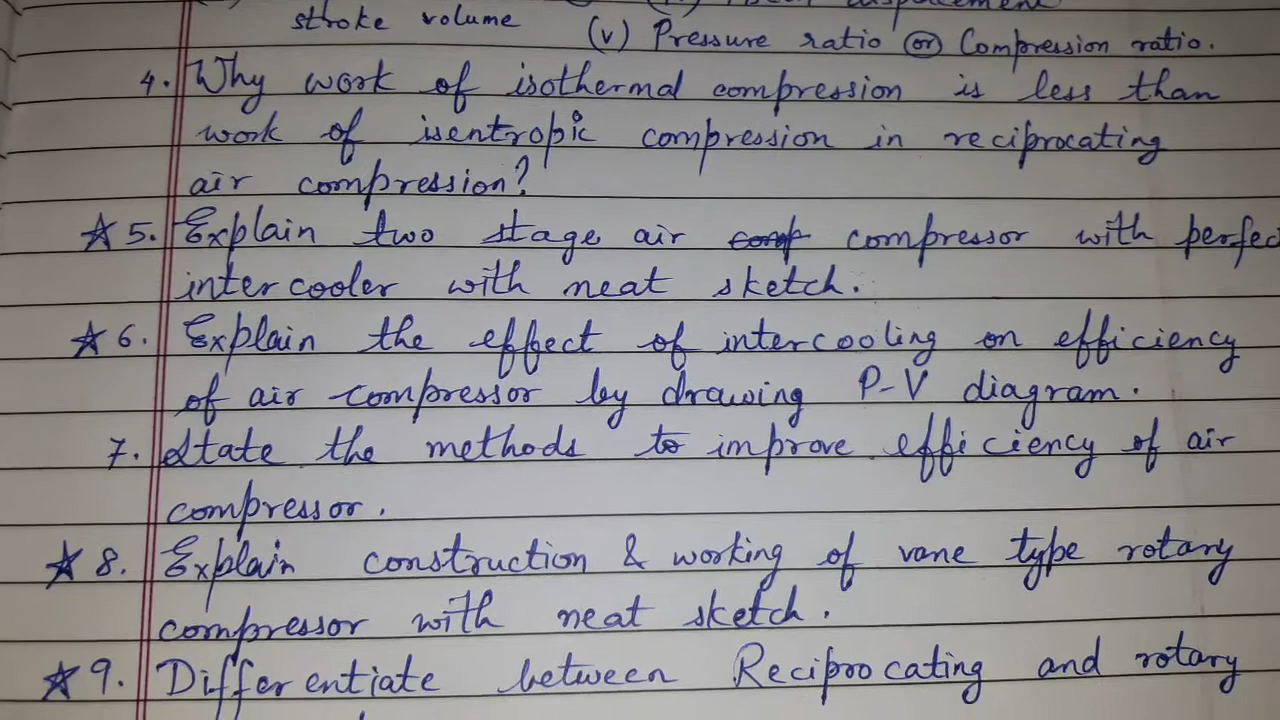 stroke volume (v) Pressure ratio or Compression ratio.
4. Why work of isothermal compression is less than
work of isentropic compression in reciprocating
air compression?
☆ 5. Explain two stage air comp compressor with perfec
intercooler with neat sketch.
☆ 6. Explain the effect of intercooling on efficiency
of air compressor by drawing P-V diagram.
7. State the methods to improve efficiency of air
compressor.
☆ 8. Explain construction & working of vane type rotary
compressor with neat sketch.
☆ 9. Differentiate between Reciprocating and rotary